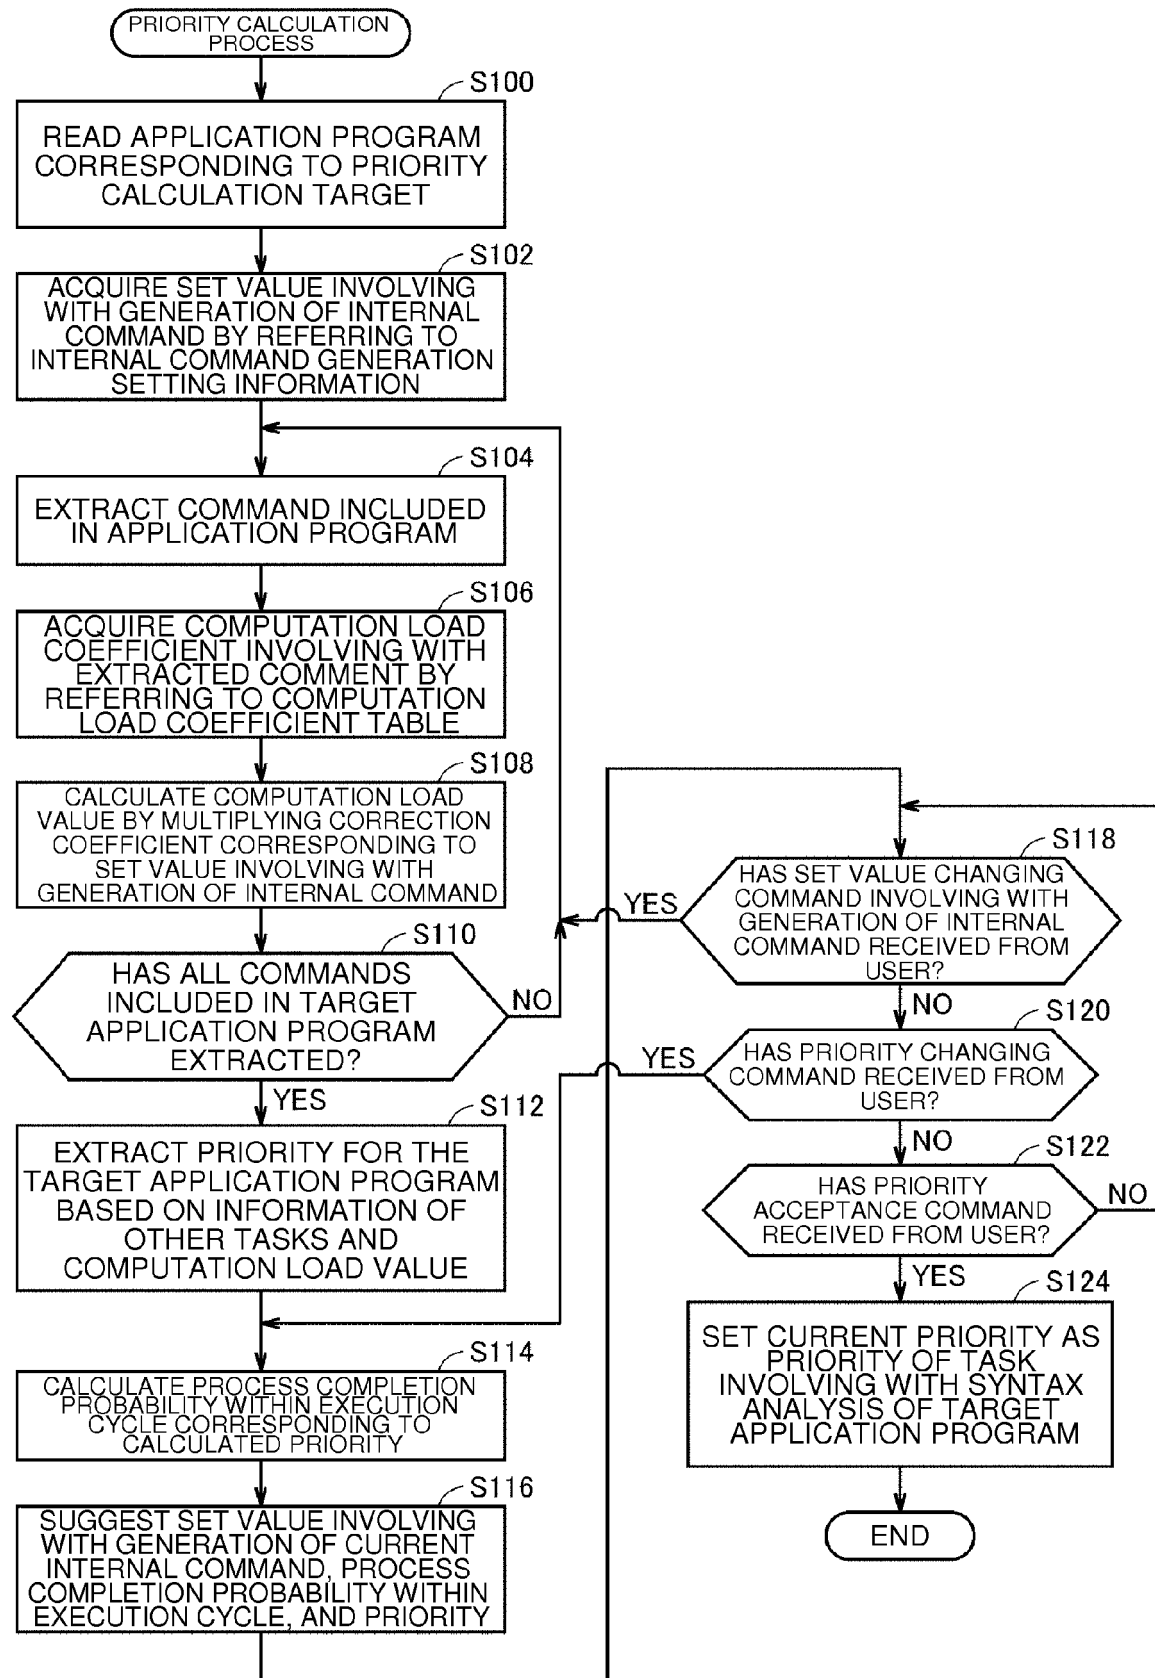 PRIORITY CALCULATION
PROCESS
S100
READ APPLICATION PROGRAM
CORRESPONDING TO PRIORITY
CALCULATION TARGET
S102
ACQUIRE SET VALUE INVOLVING
WITH GENERATION OF INTERNAL
COMMAND BY REFERRING TO
INTERNAL COMMAND GENERATION
SETTING INFORMATION
S104
EXTRACT COMMAND INCLUDED
IN APPLICATION PROGRAM
S106
ACQUIRE COMPUTATION LOAD
COEFFICIENT INVOLVING WITH
EXTRACTED COMMENT BY
REFERRING TO COMPUTATION
LOAD COEFFICIENT TABLE
S108
CALCULATE COMPUTATION LOAD
VALUE BY MULTIPLYING CORRECTION
COEFFICIENT CORRESPONDING TO
SET VALUE INVOLVING WITH
GENERATION OF INTERNAL COMMAND
S110
HAS ALL COMMANDS
INCLUDED IN TARGET
APPLICATION PROGRAM
EXTRACTED?
NO
YES
S112
EXTRACT PRIORITY FOR THE
TARGET APPLICATION PROGRAM
BASED ON INFORMATION OF
OTHER TASKS AND
COMPUTATION LOAD VALUE
S114
CALCULATE PROCESS COMPLETION
PROBABILITY WITHIN EXECUTION
CYCLE CORRESPONDING TO
CALCULATED PRIORITY
S116
SUGGEST SET VALUE INVOLVING
WITH GENERATION OF CURRENT
INTERNAL COMMAND, PROCESS
COMPLETION PROBABILITY WITHIN
EXECUTION CYCLE, AND PRIORITY
S118
HAS SET VALUE CHANGING
COMMAND INVOLVING WITH
GENERATION OF INTERNAL
COMMAND RECEIVED FROM
USER?
YES
NO
S120
HAS PRIORITY CHANGING
COMMAND RECEIVED FROM
USER?
YES
NO
S122
HAS PRIORITY
ACCEPTANCE COMMAND
RECEIVED FROM USER?
NO
YES
S124
SET CURRENT PRIORITY AS
PRIORITY OF TASK
INVOLVING WITH SYNTAX
ANALYSIS OF TARGET
APPLICATION PROGRAM
END